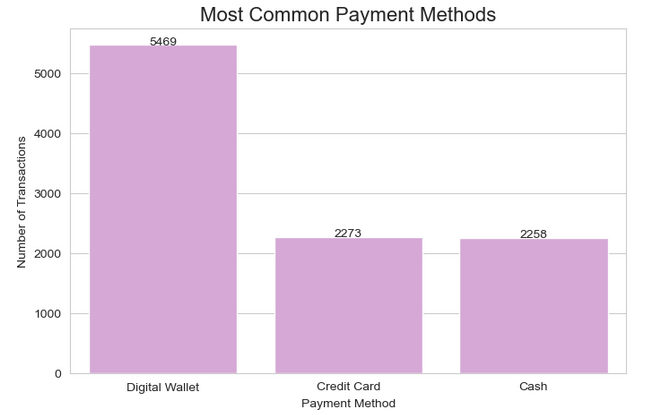 Most Common Payment Methods
5469
2273
2258
5000
4000
3000
2000
1000
0
Number of Transactions
Digital Wallet
Credit Card
Cash
Payment Method